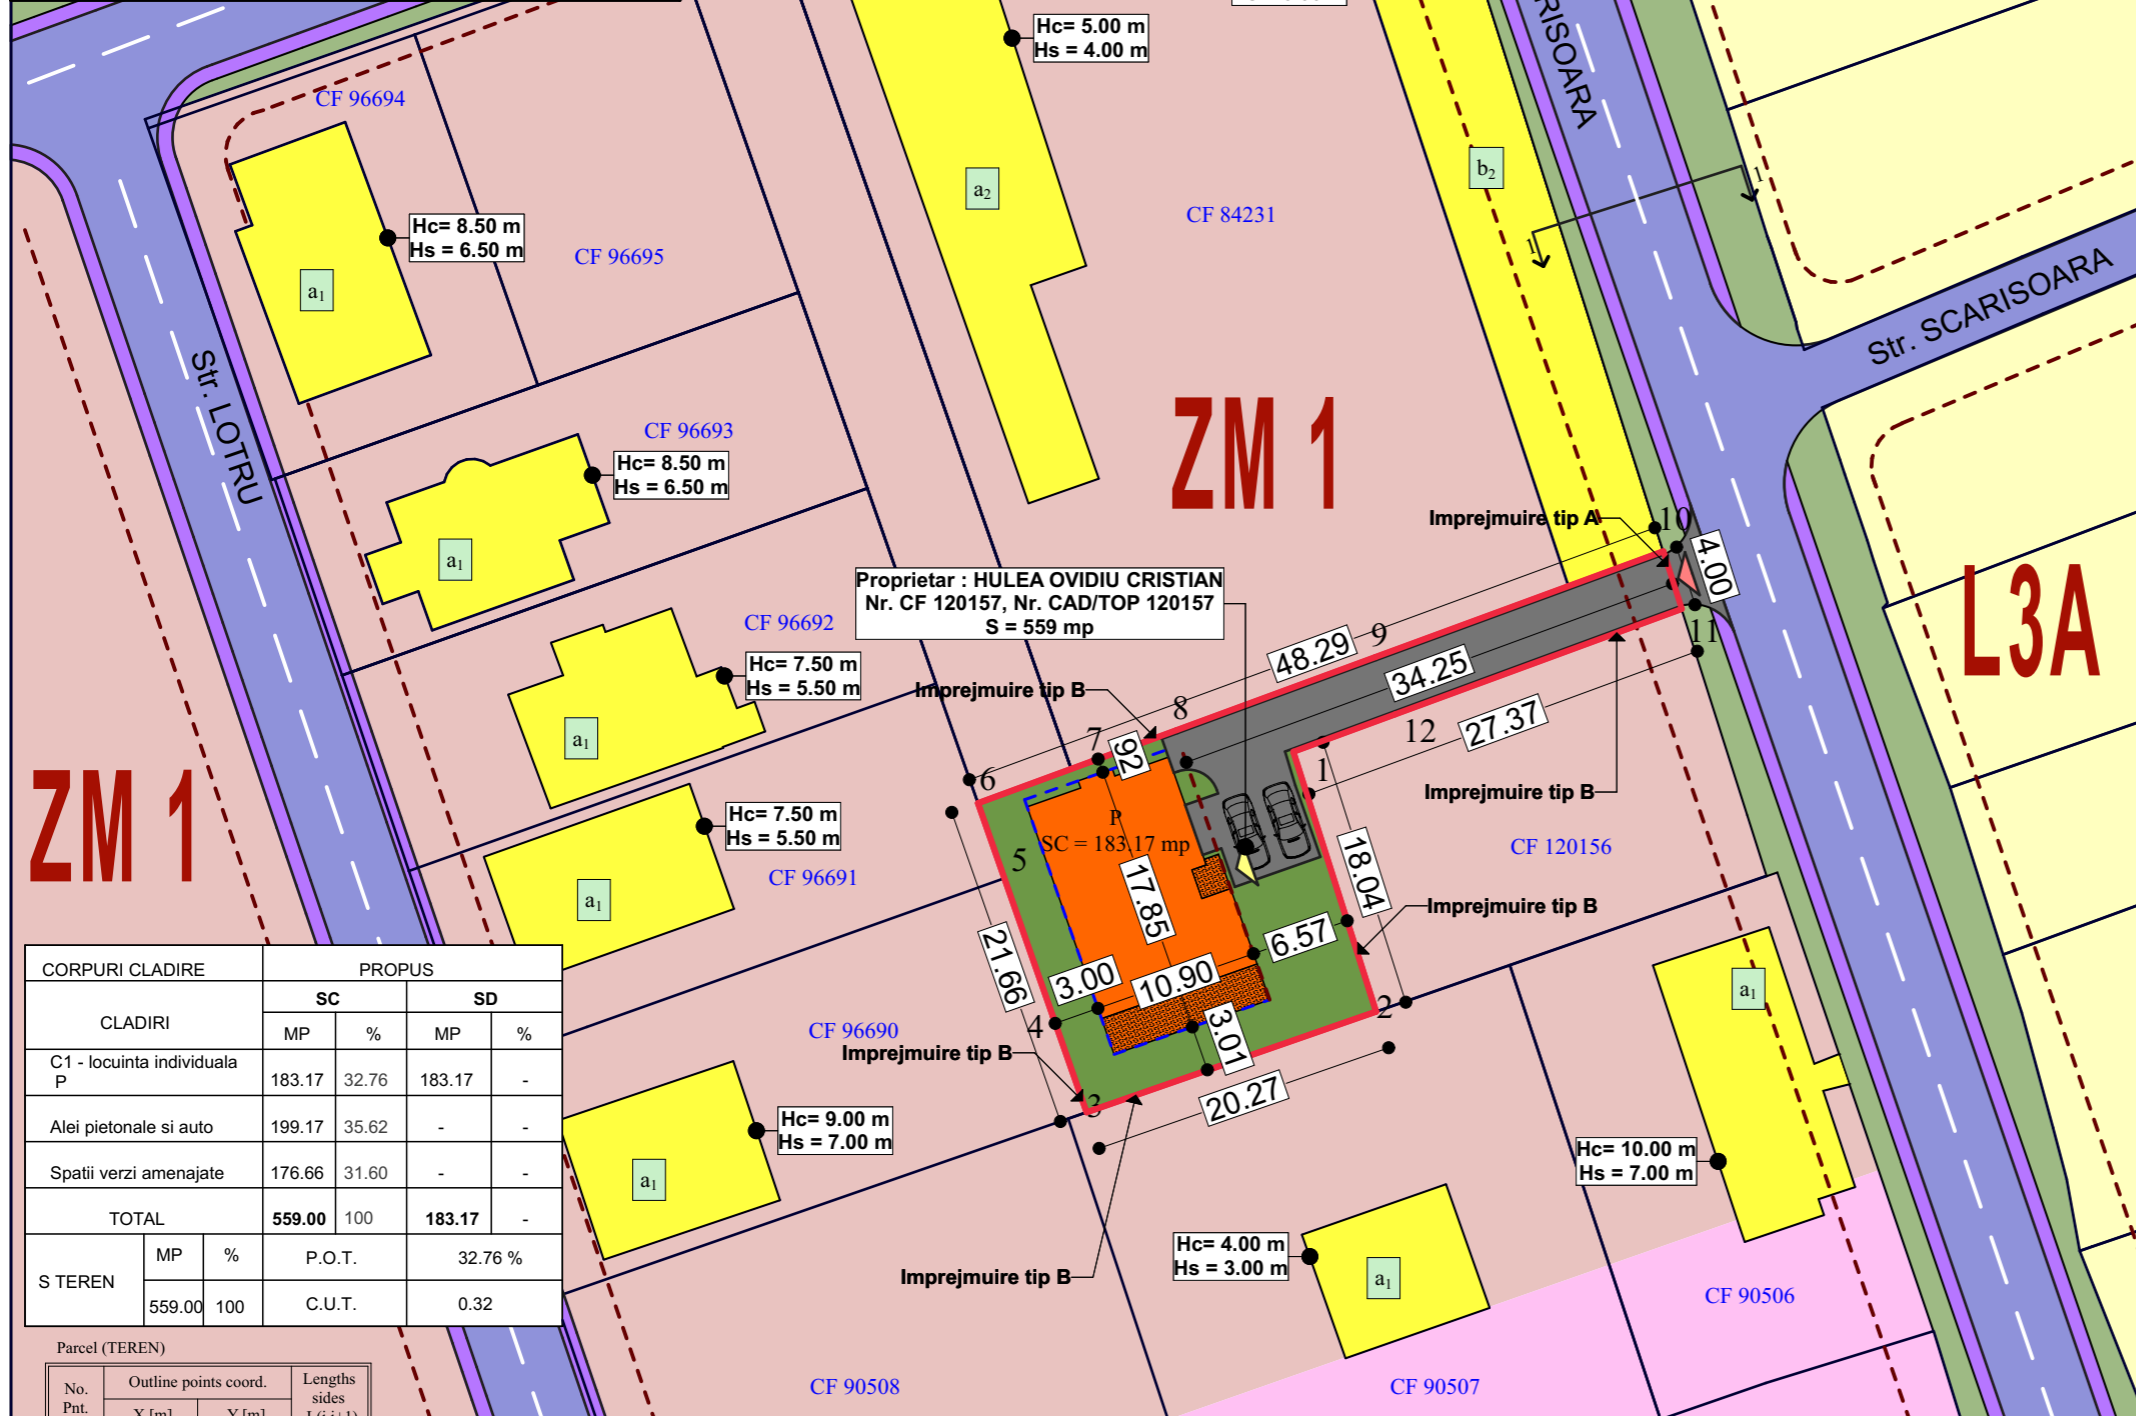 Hc= 5.00 m
Hs = 4.00 m
RISOARA
CF 96694
b2
a2
1
1
CF 84231
Hc= 8.50 m
Hs = 6.50 m
CF 96695
a1
Str. SCARISOARA
Str. LOTRU
CF 96693
Hc= 8.50 m
Hs = 6.50 m
ZM 1
Imprejmuire tip A
10
4.00
a1
Proprietar : HULEA OVIDIU CRISTIAN
Nr. CF 120157, Nr. CAD/TOP 120157
S = 559 mp
L3A
CF 96692
9
11
48.29
34.25
Hc= 7.50 m
Hs = 5.50 m
Imprejmuire tip B
8
12
27.37
a1
7
92
6
1
Imprejmuire tip B
ZM 1
Hc= 7.50 m
Hs = 5.50 m
P
SC = 183.17 mp
CF 120156
5
CF 96691
17.85
18.04
a1
Imprejmuire tip B
6.57
21.66
3.00
10.90
a1
2
4
3.01
CF 96690
Imprejmuire tip B
3
20.27
Hc= 9.00 m
Hs = 7.00 m
Hc= 10.00 m
Hs = 7.00 m
a1
Hc= 4.00 m
Hs = 3.00 m
Imprejmuire tip B
a1
CF 90506
CF 90508
CF 90507
CORPURI CLADIRE PROPUS
CLADIRI SC SD
MP % MP %
C1 - locuinta individuala
P 183.17 32.76 183.17 -
Alei pietonale si auto 199.17 35.62 - -
Spatii verzi amenajate 176.66 31.60 - -
TOTAL 559.00 100 183.17 -
S TEREN MP % P.O.T. 32.76 %
559.00 100 C.U.T. 0.32
Parcel (TEREN)
No.
Pnt.
Outline points coord.
X [m] Y [m]
Lengths
sides